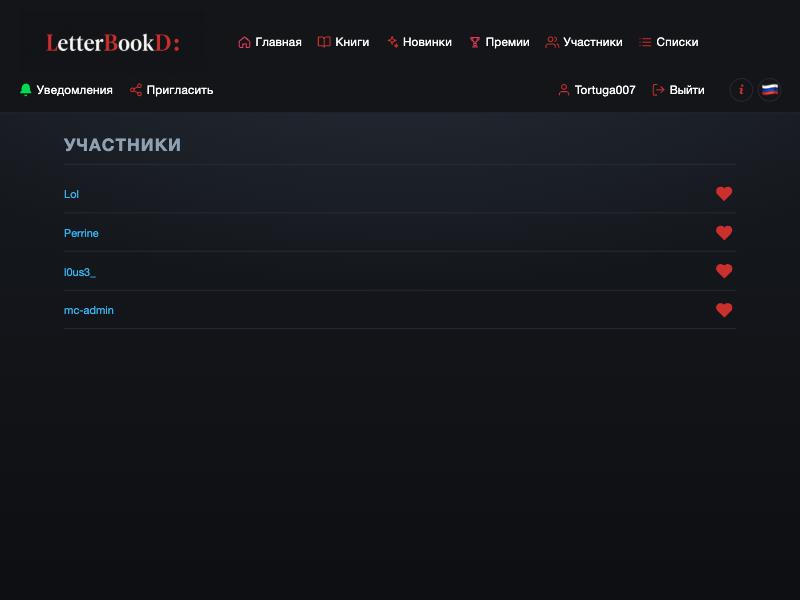 LetterBookD:
Главная Книги Новинки Премии Участники Списки
Уведомления Пригласить Tortuga007 Выйти i
УЧАСТНИКИ
Lol
Perrine
l0us3_
mc-admin